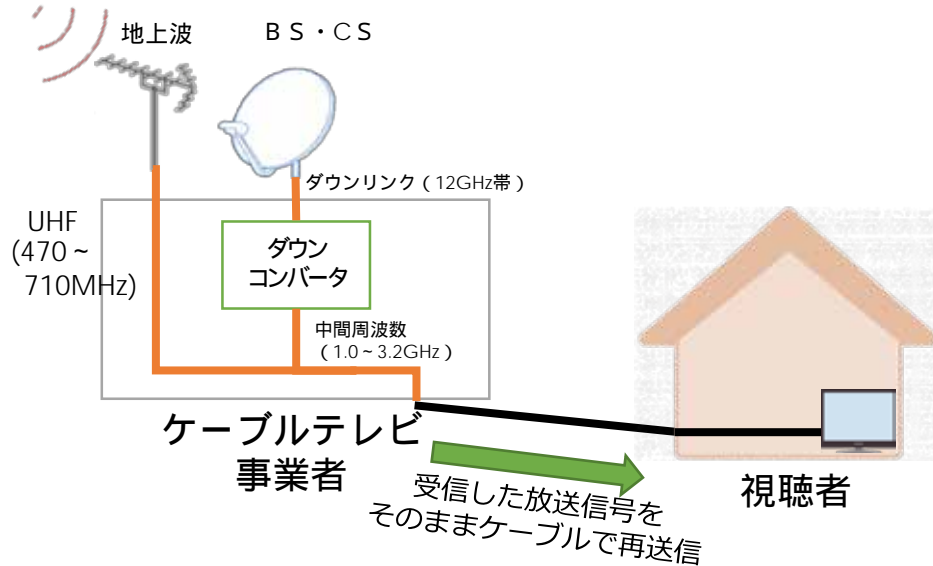 地上波
BS・CS
ダウンリンク(12GHz帯)
UHF
(470~
710MHz)
ダウン
コンバータ
中間周波数
(1.0~3.2GHz)
ケーブルテレビ
事業者
受信した放送信号を
そのままケーブルで再送信
視聴者